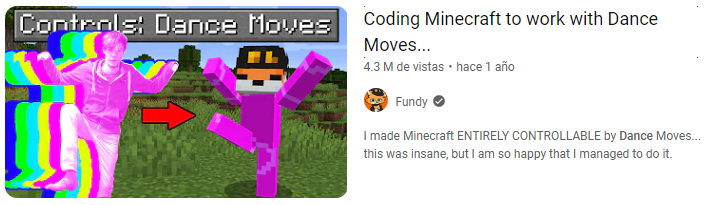 Controls: Dance Moves
Coding Minecraft to work with Dance
Moves...
4.3 M de vistas • hace 1 año
Fundy
I made Minecraft ENTIRELY CONTROLLABLE by Dance Moves...
this was insane, but I am so happy that I managed to do it.